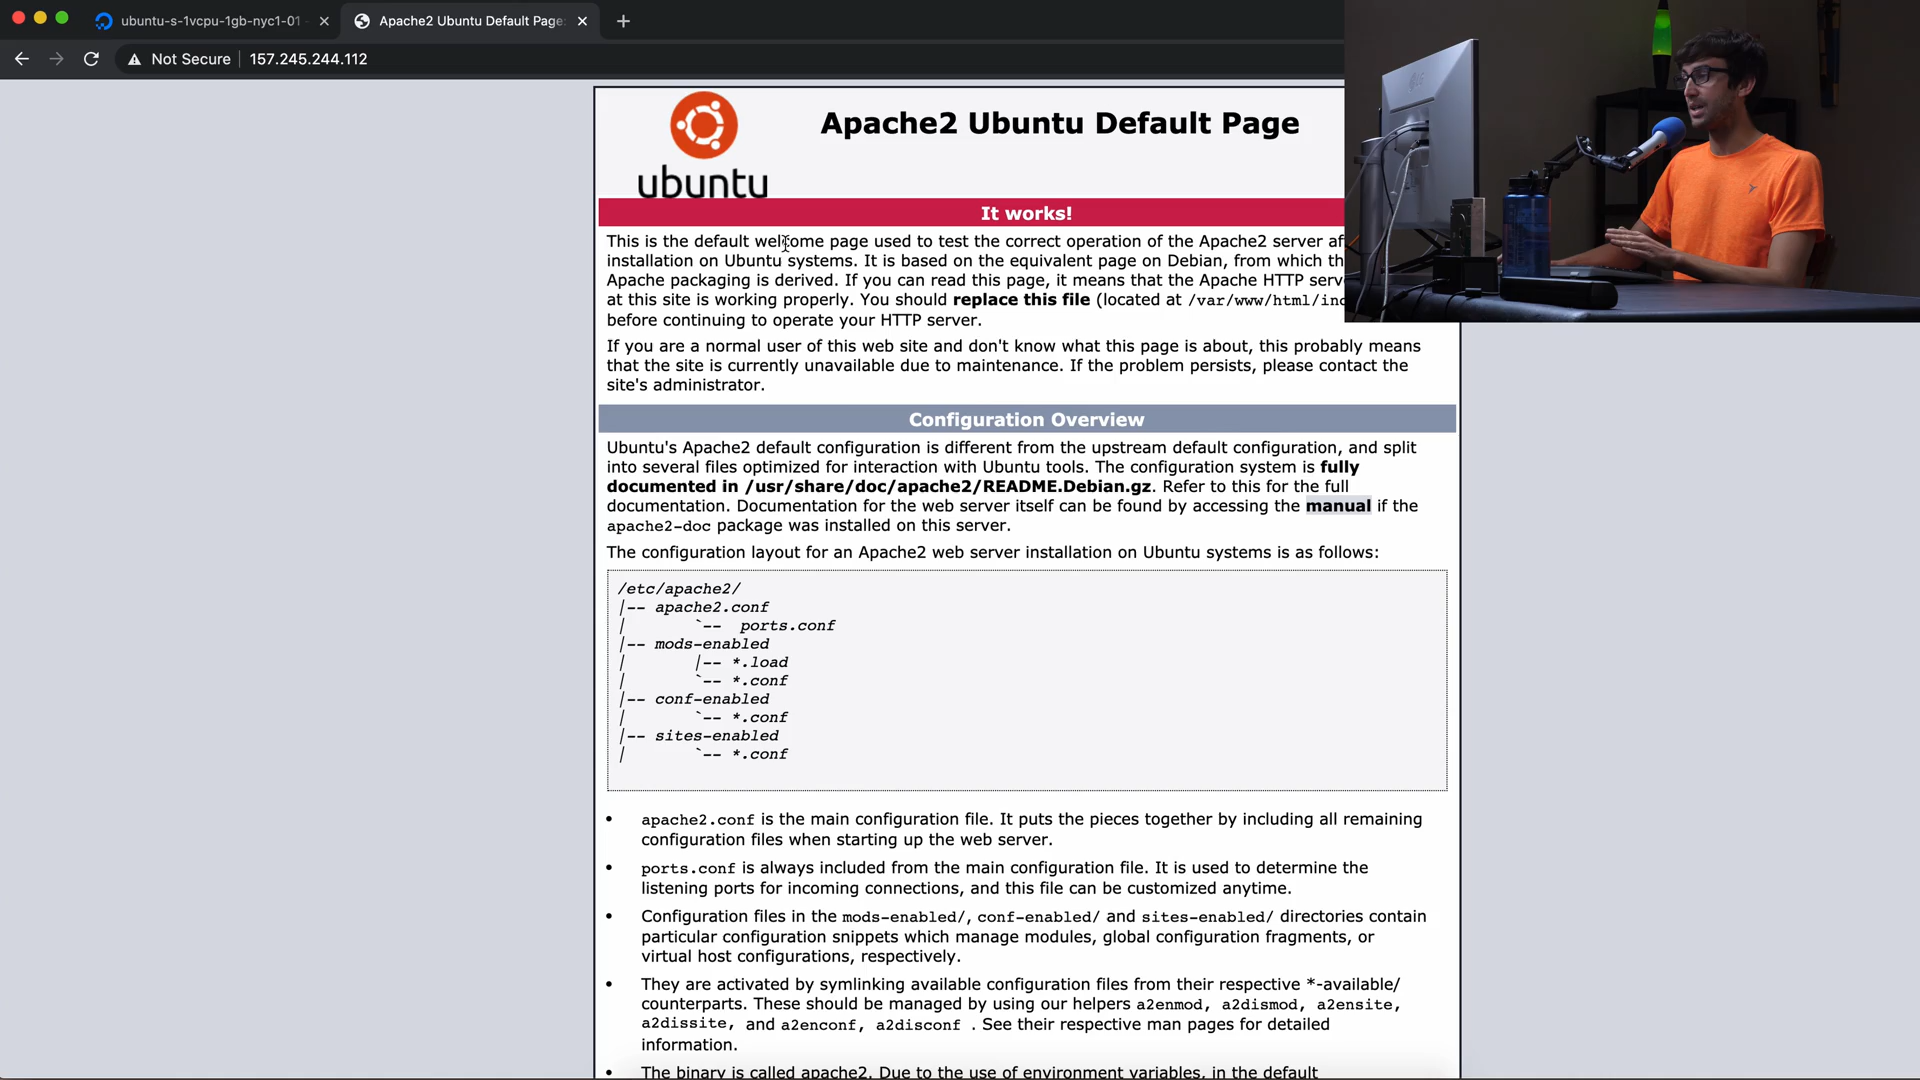 ubuntu-s-1vcpu-1gb-nyc1-01
Apache2 Ubuntu Default Page:
Not Secure
157.245.244.112
ubuntu
Apache2 Ubuntu Default Page
It works!
This is the default welcome page used to test the correct operation of the Apache2 server
installation on Ubuntu systems. It is based on the equivalent page on Debian, from which
Apache packaging is derived. If you can read this page, it means that the Apache HTTP
at this site is working properly. You should replace this file (located at /var/www/html/
before continuing to operate your HTTP server.
If you are a normal user of this web site and don't know what this page is about, this probably means
that the site is currently unavailable due to maintenance. If the problem persists, please contact the
site's administrator.
Configuration Overview
Ubuntu's Apache2 default configuration is different from the upstream default configuration, and split
into several files optimized for interaction with Ubuntu tools. The configuration system is fully
documented in /usr/share/doc/apache2/README.Debian.gz. Refer to this for the full
documentation. Documentation for the web server itself can be found by accessing the manual if the
apache2-doc package was installed on this server.
The configuration layout for an Apache2 web server installation on Ubuntu systems is as follows:
/etc/apache2/
|-- apache2.conf
|       `--  ports.conf
|-- mods-enabled
|       |-- *.load
|       `-- *.conf
|-- conf-enabled
|       `-- *.conf
|-- sites-enabled
|       `-- *.conf
• apache2.conf is the main configuration file. It puts the pieces together by including all remaining
configuration files when starting up the web server.
• ports.conf is always included from the main configuration file. It is used to determine the
listening ports for incoming connections, and this file can be customized anytime.
• Configuration files in the mods-enabled/, conf-enabled/ and sites-enabled/ directories contain
particular configuration snippets which manage modules, global configuration fragments, or
virtual host configurations, respectively.
• They are activated by symlinking available configuration files from their respective *-available/
counterparts. These should be managed by using our helpers a2enmod, a2dismod, a2ensite,
a2dissite, and a2enconf, a2disconf . See their respective man pages for detailed
information.
• The binary is called apache2. Due to the use of environment variables, in the default